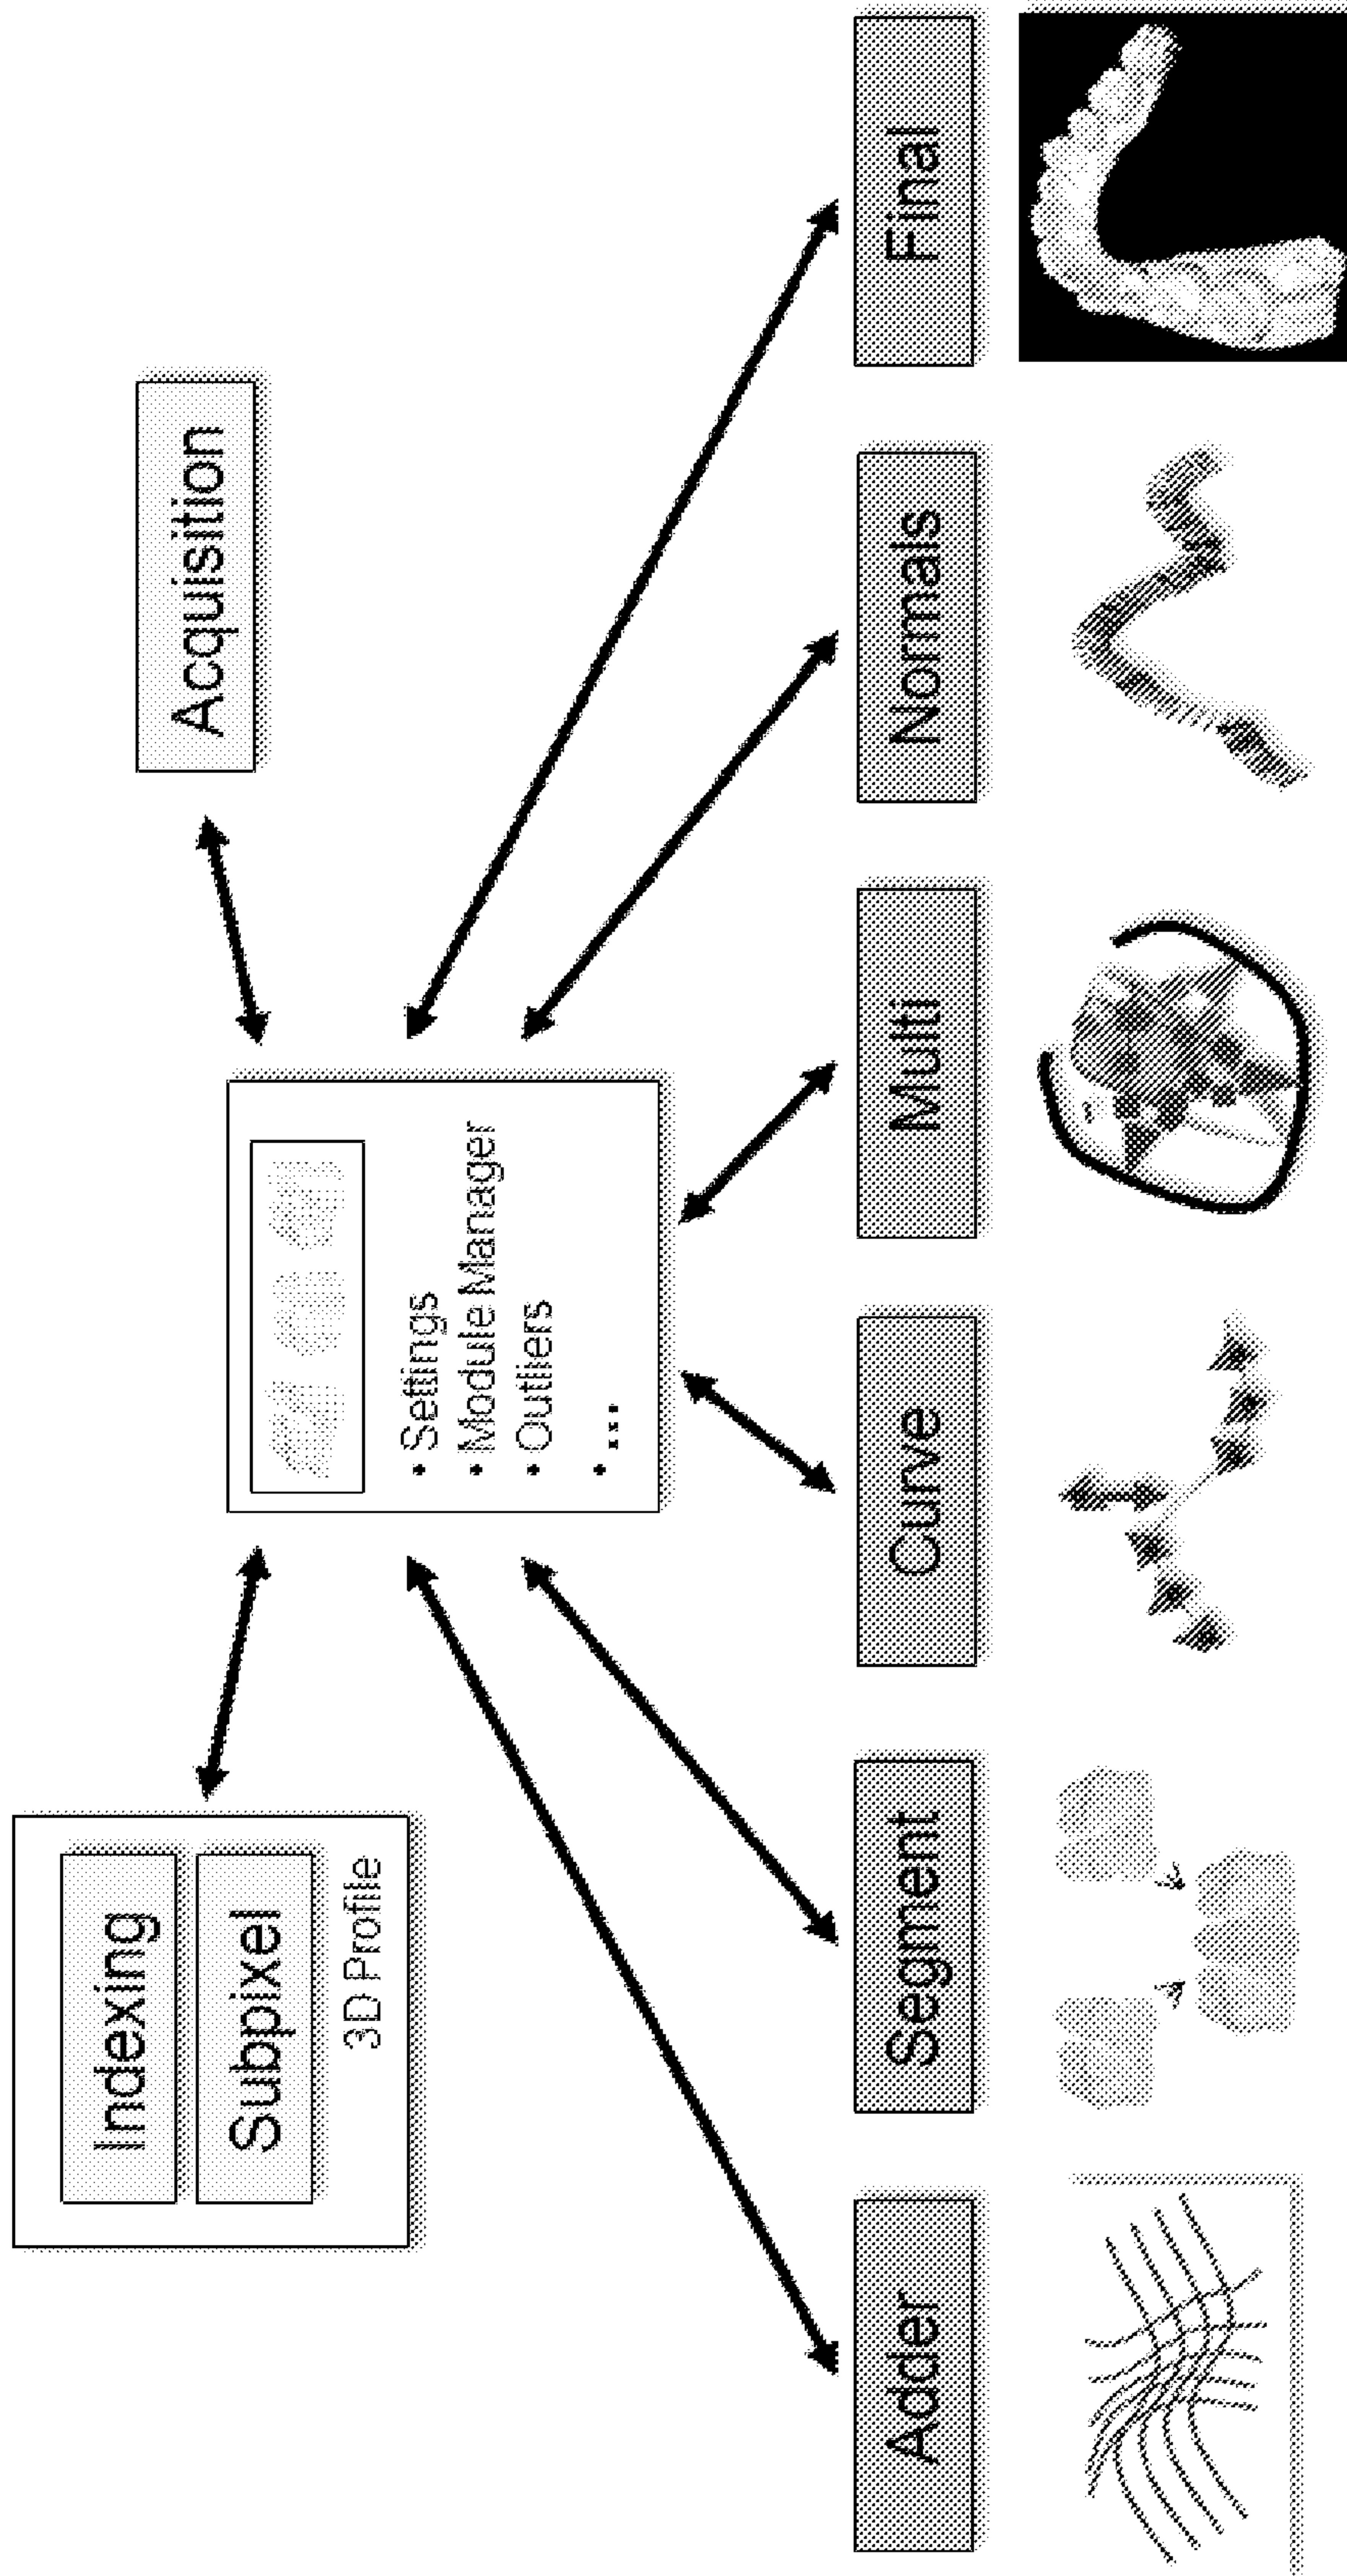 Indexing
Subpixel
3D Profile
Acquisition
• Settings
• Module Manager
• Outliers
• ...
Adder
Segment
Curve
Multi
Normals
Final